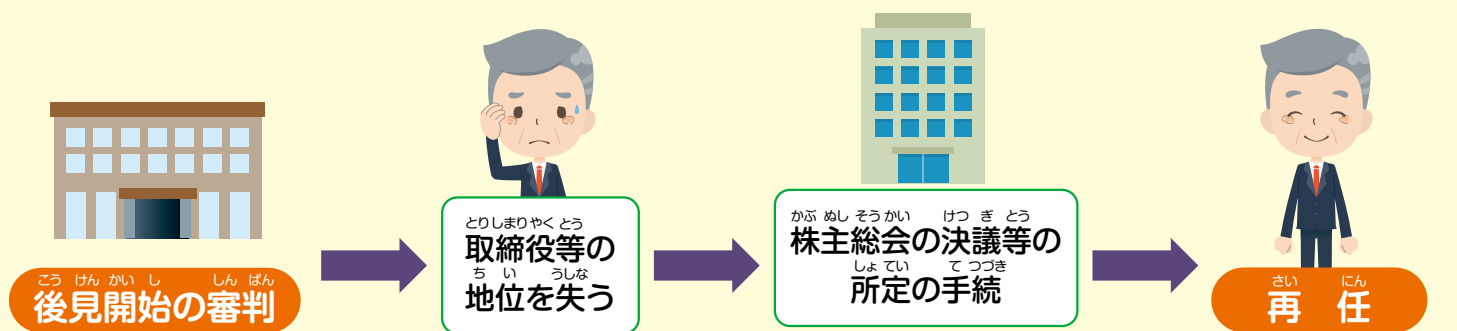 こうけんかいし しんぱん
後見開始の審判
とりしまりやくとう
取締役等の
ちい うしな
地位を失う
かぶぬしそうかい けつぎとう
株主総会の決議等の
しょてい てつづき
所定の手続
さいにん
再任